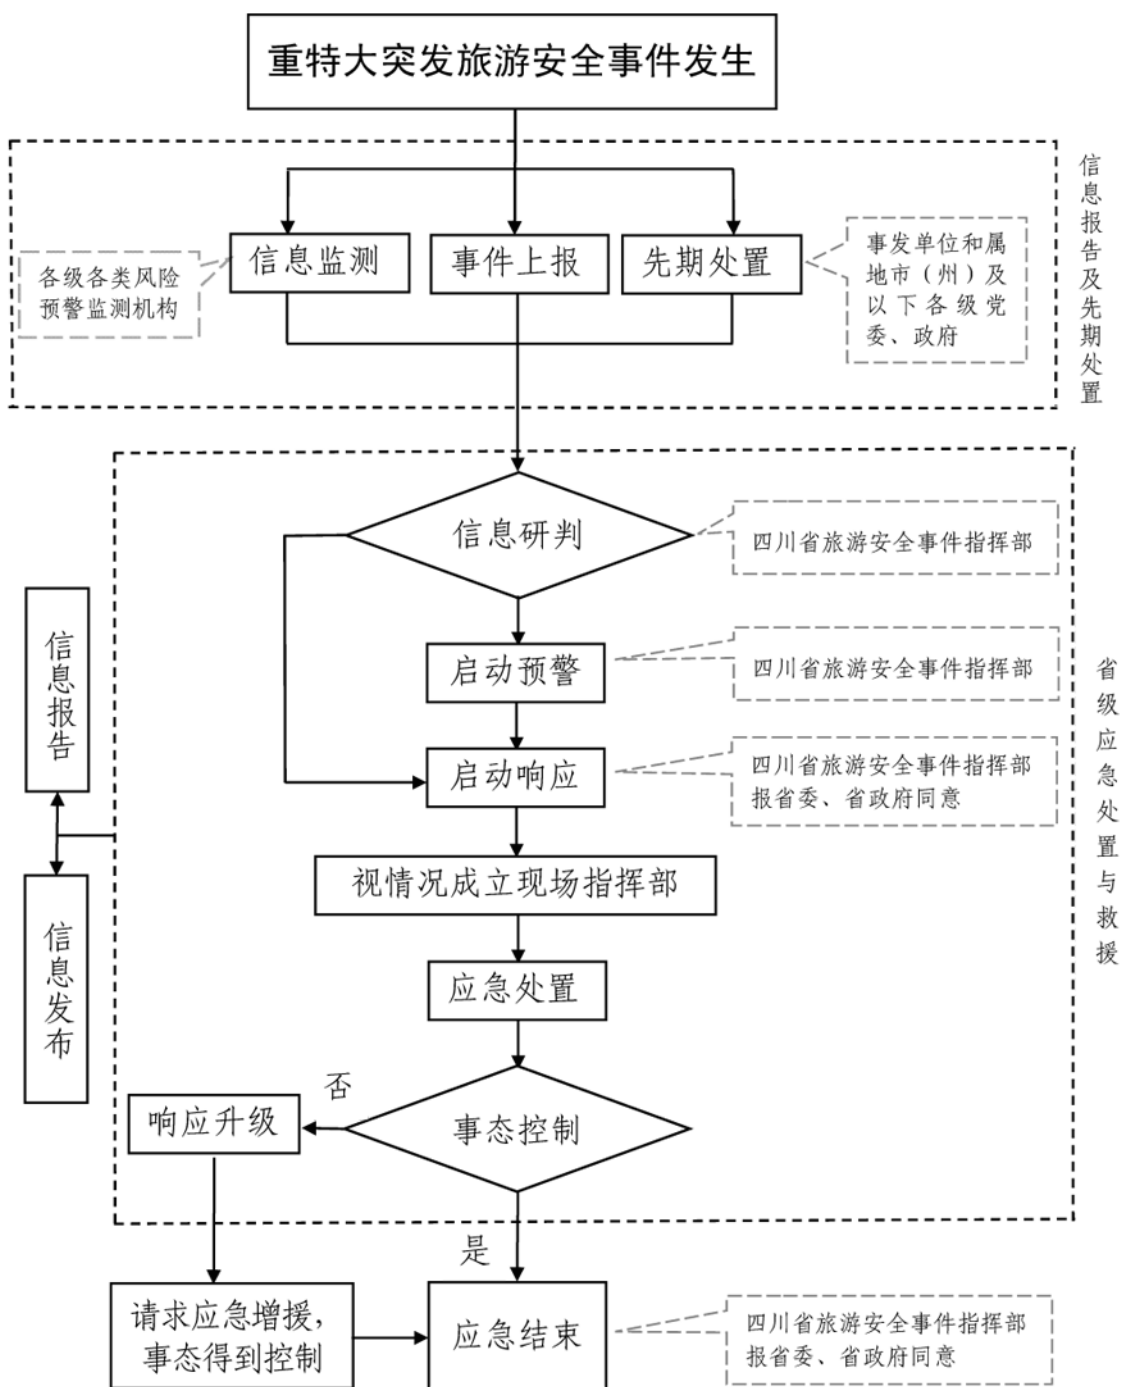 重特大突发旅游安全事件发生
信息报告及先期处置
信息监测
事件上报
先期处置
各级各类风险
预警监测机构
事发单位和属
地市（州）及
以下各级党
委、政府
信息研判
四川省旅游安全事件指挥部
启动预警
四川省旅游安全事件指挥部
启动响应
四川省旅游安全事件指挥部
报省委、省政府同意
信息报告
信息发布
省级应急处置与救援
视情况成立现场指挥部
应急处置
事态控制
否
响应升级
是
请求应急增援，
事态得到控制
应急结束
四川省旅游安全事件指挥部
报省委、省政府同意